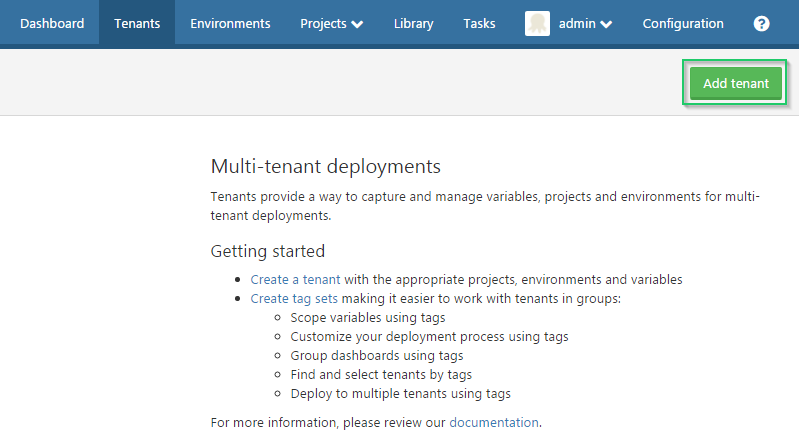 Dashboard Tenants Environments Projects Library Tasks admin Configuration ?
Add tenant
Multi-tenant deployments
Tenants provide a way to capture and manage variables, projects and environments for multi-
tenant deployments.
Getting started
• Create a tenant with the appropriate projects, environments and variables
• Create tag sets making it easier to work with tenants in groups:
◦ Scope variables using tags
◦ Customize your deployment process using tags
◦ Group dashboards using tags
◦ Find and select tenants by tags
◦ Deploy to multiple tenants using tags
For more information, please review our documentation.